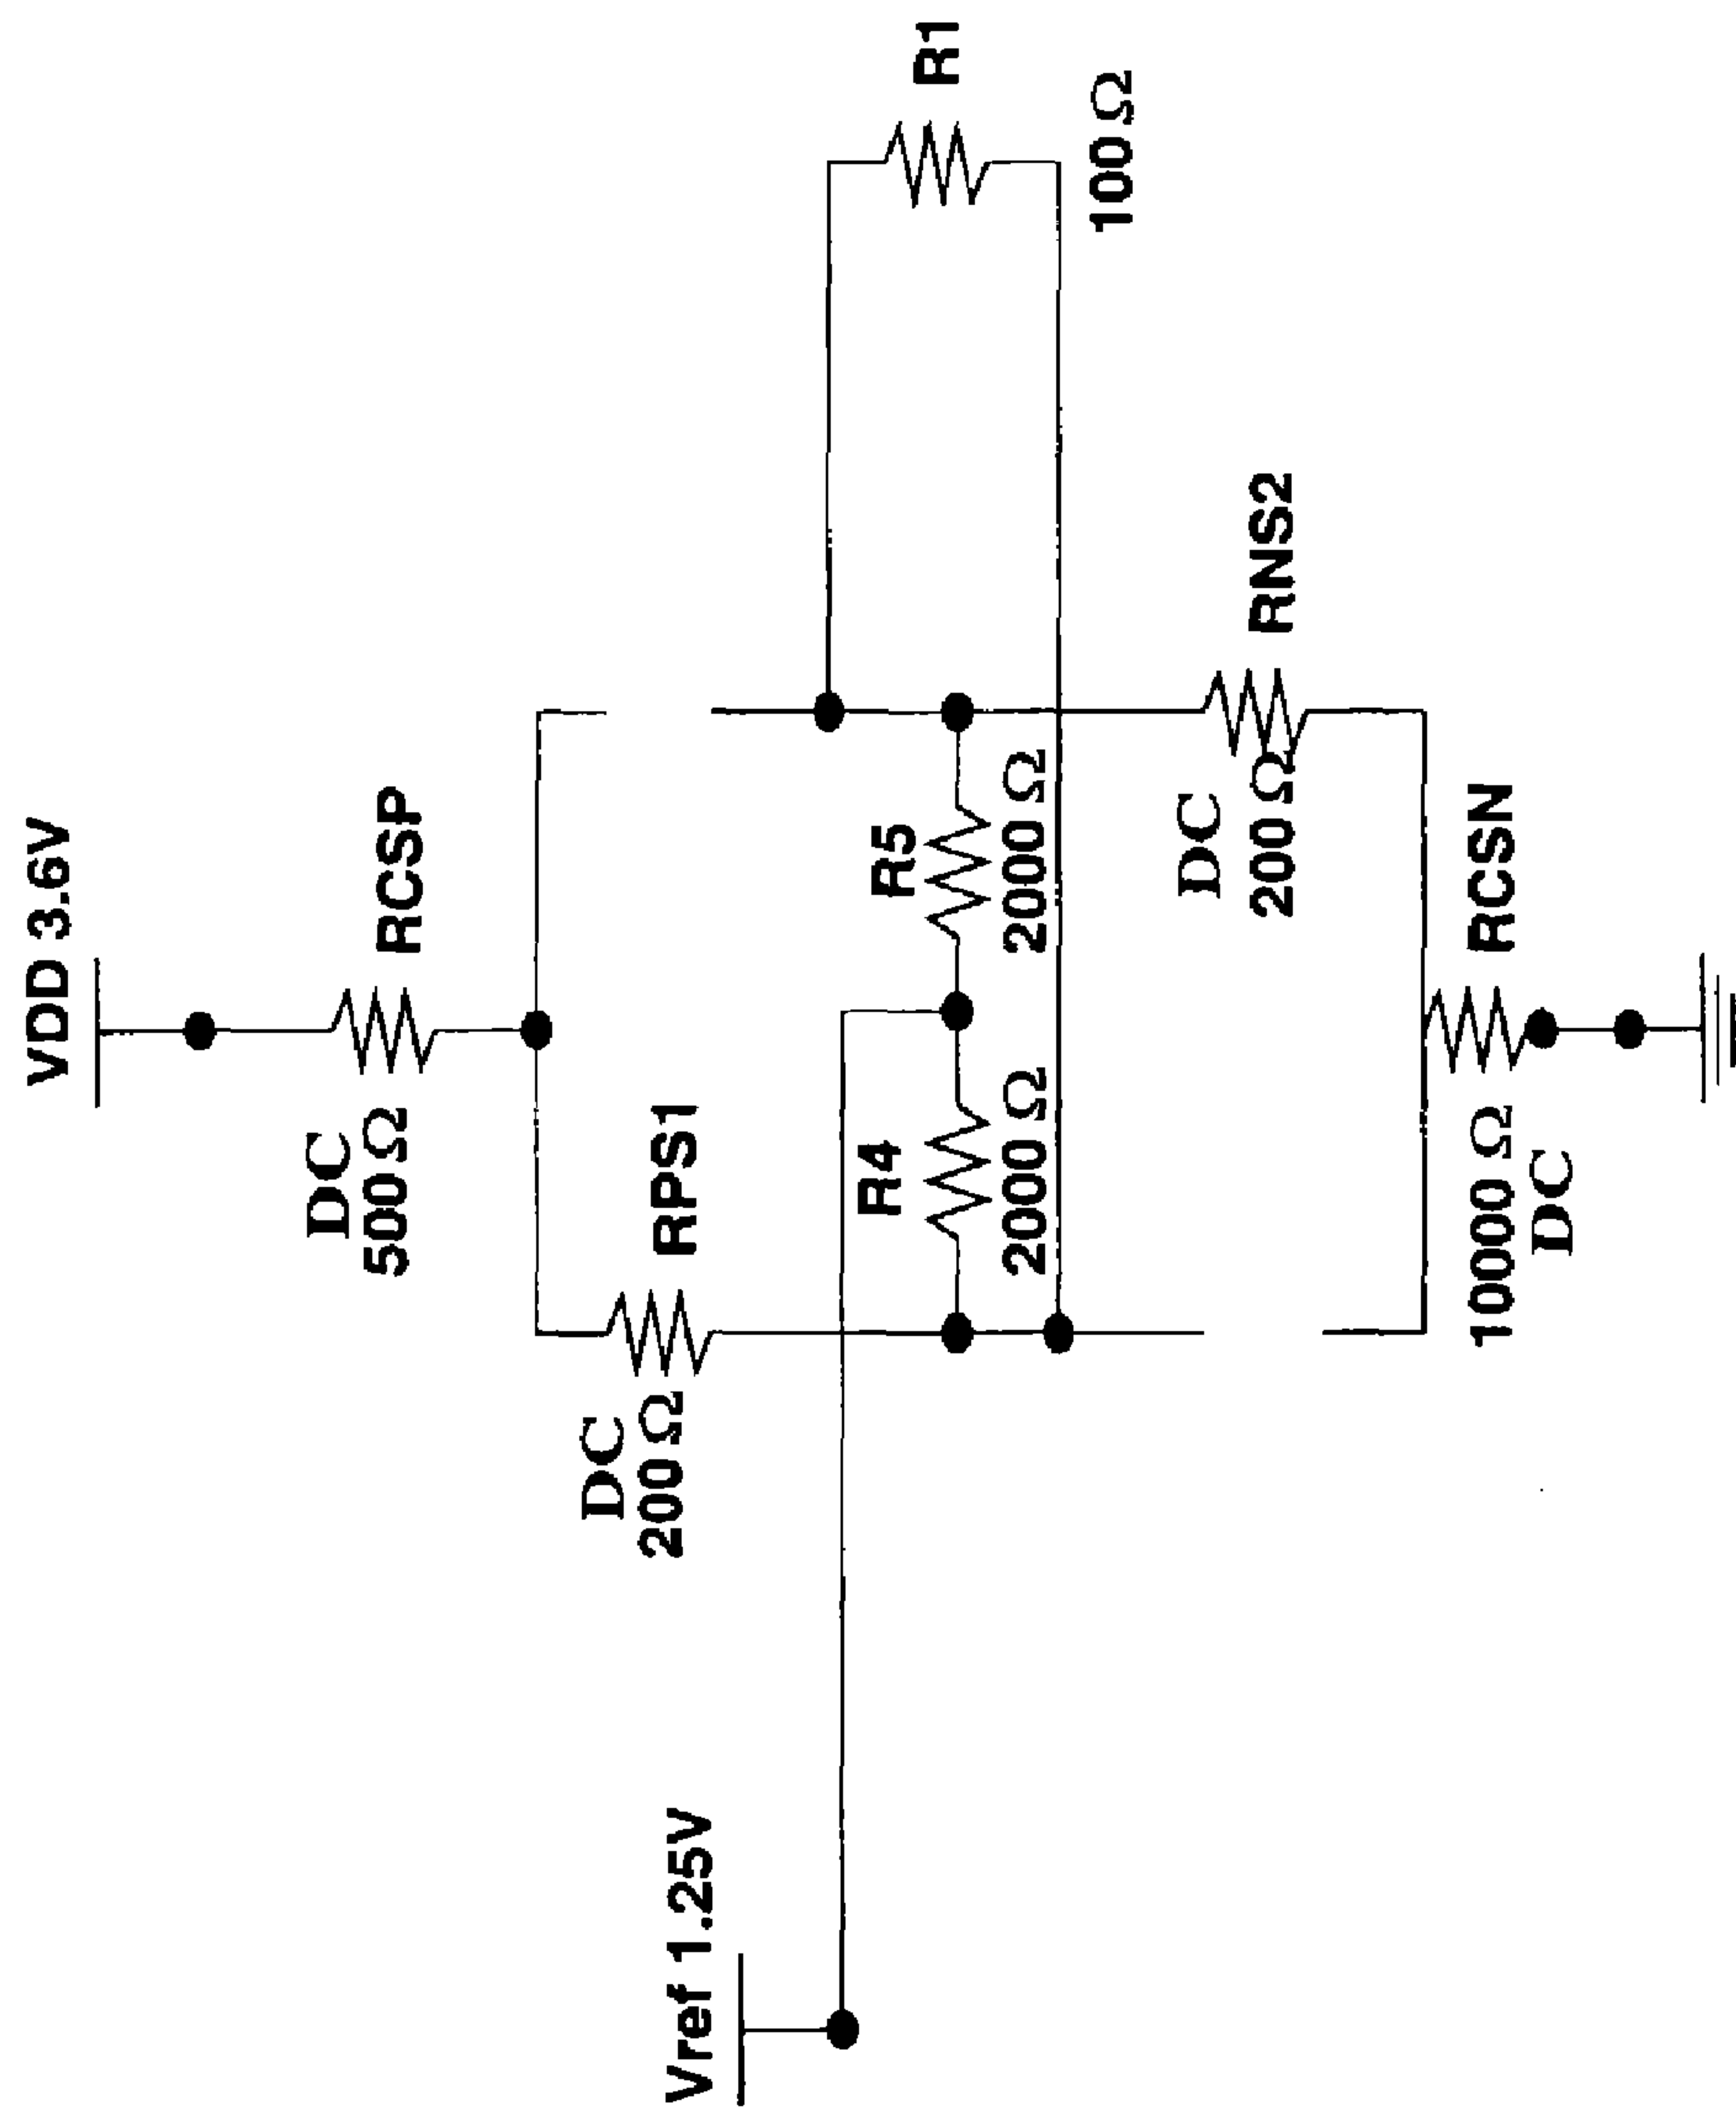 VOD 3.6V
DC
500 Ω
RCSP
DC
200 Ω
RPS1
Vref 1.25V
R4
2000 Ω
R5
2000 Ω
R1
100 Ω
DC
200 Ω
RNS2
10000 Ω
DC
RCSN